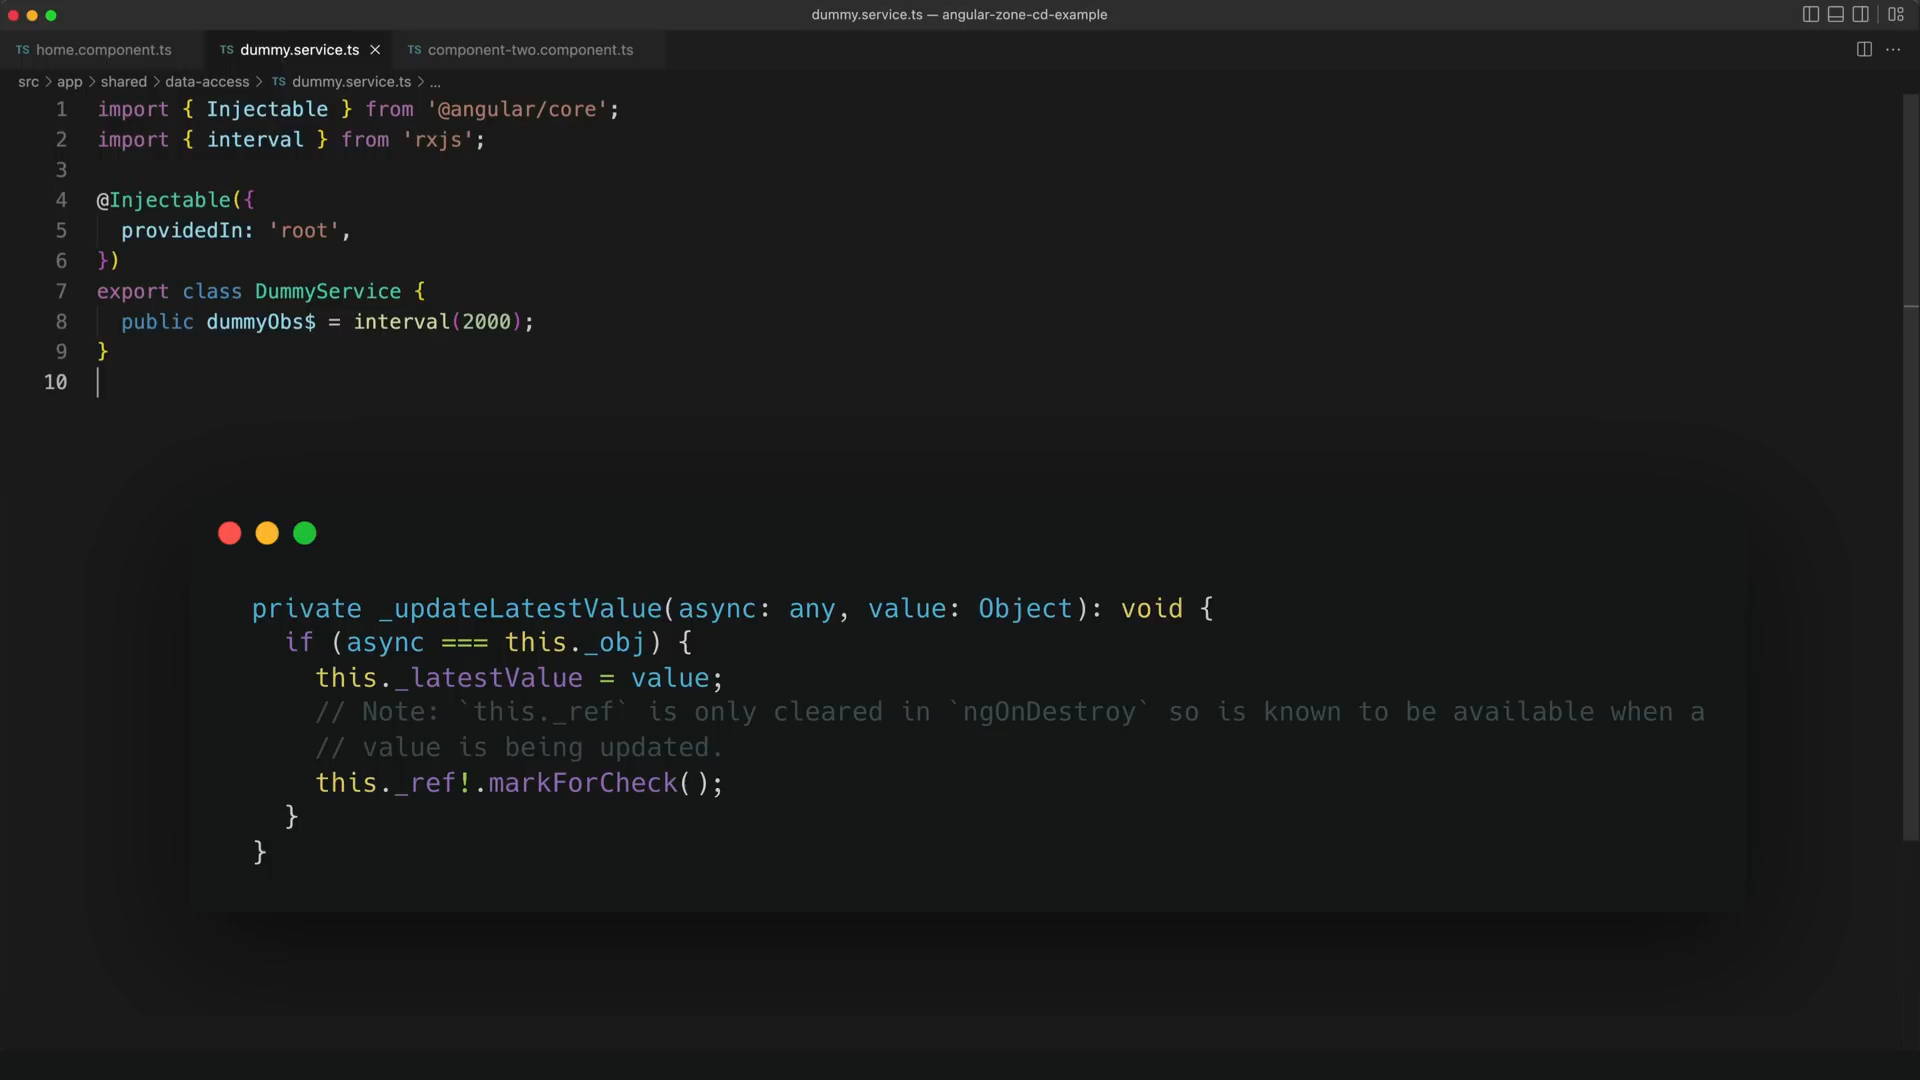 dummy.service.ts — angular-zone-cd-example
TS home.component.ts TS dummy.service.ts × TS component-two.component.ts
src > app > shared > data-access > TS dummy.service.ts > ...
1 import { Injectable } from '@angular/core';
2 import { interval } from 'rxjs';
3
4 @Injectable({
5 providedIn: 'root',
6 })
7 export class DummyService {
8 public dummyObs$ = interval(2000);
9 }
10
private _updateLatestValue(async: any, value: Object): void {
if (async === this._obj) {
this._latestValue = value;
// Note: `this._ref` is only cleared in `ngOnDestroy` so is known to be available when a
// value is being updated.
this._ref!.markForCheck();
}
}